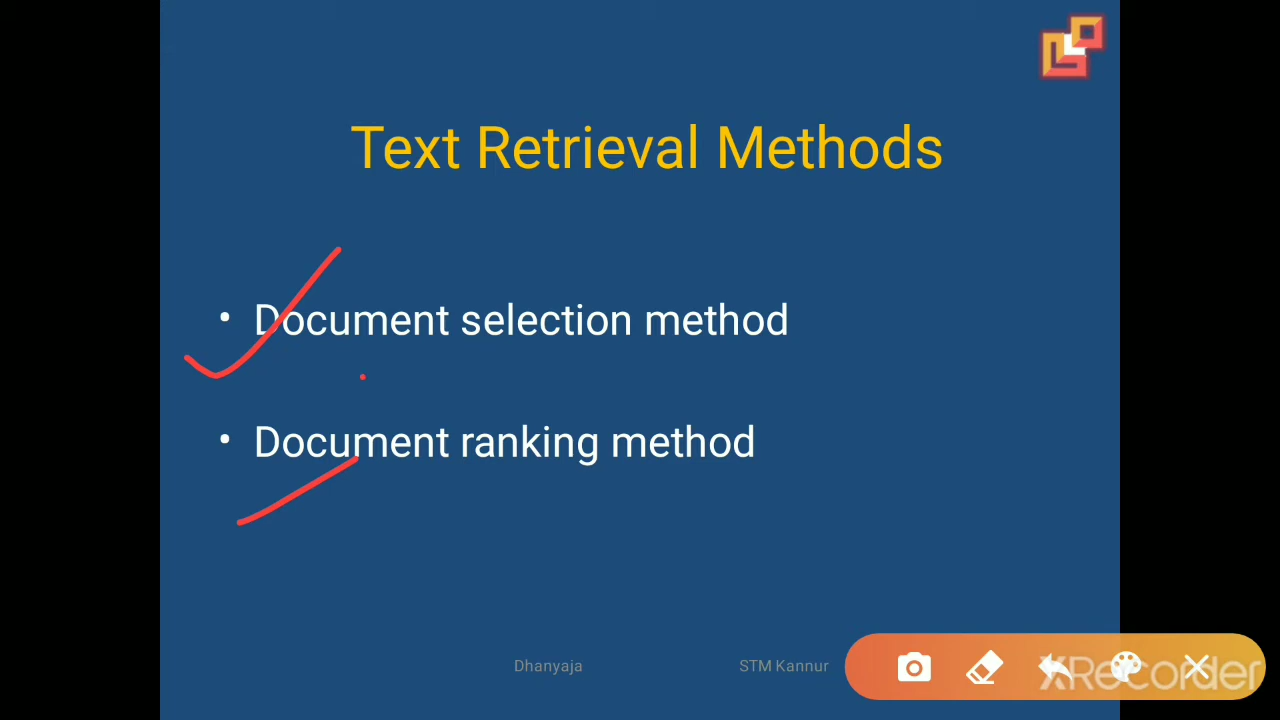 Text Retrieval Methods
• Document selection method
• Document ranking method
Dhanyaja
STM Kannur
XRecorder